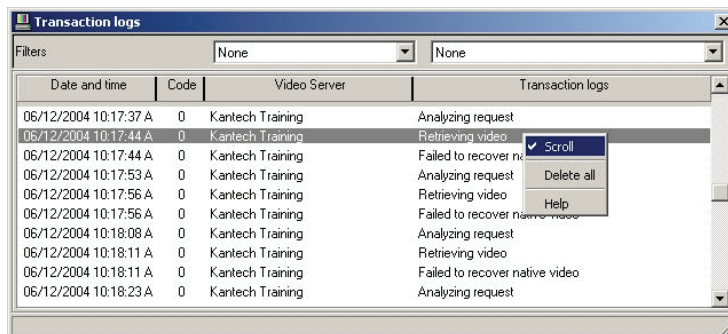 Transaction logs
Filters None None
Date and time Code Video Server Transaction logs
06/12/2004 10:17:37 A 0 Kantech Training Analyzing request
06/12/2004 10:17:44 A 0 Kantech Training Retrieving video
06/12/2004 10:17:44 A 0 Kantech Training Failed to recover na
06/12/2004 10:17:53 A 0 Kantech Training Analyzing request
06/12/2004 10:17:56 A 0 Kantech Training Retrieving video
06/12/2004 10:17:56 A 0 Kantech Training Failed to recover native video
06/12/2004 10:18:08 A 0 Kantech Training Analyzing request
06/12/2004 10:18:11 A 0 Kantech Training Retrieving video
06/12/2004 10:18:11 A 0 Kantech Training Failed to recover native video
06/12/2004 10:18:23 A 0 Kantech Training Analyzing request
Scroll
Delete all
Help